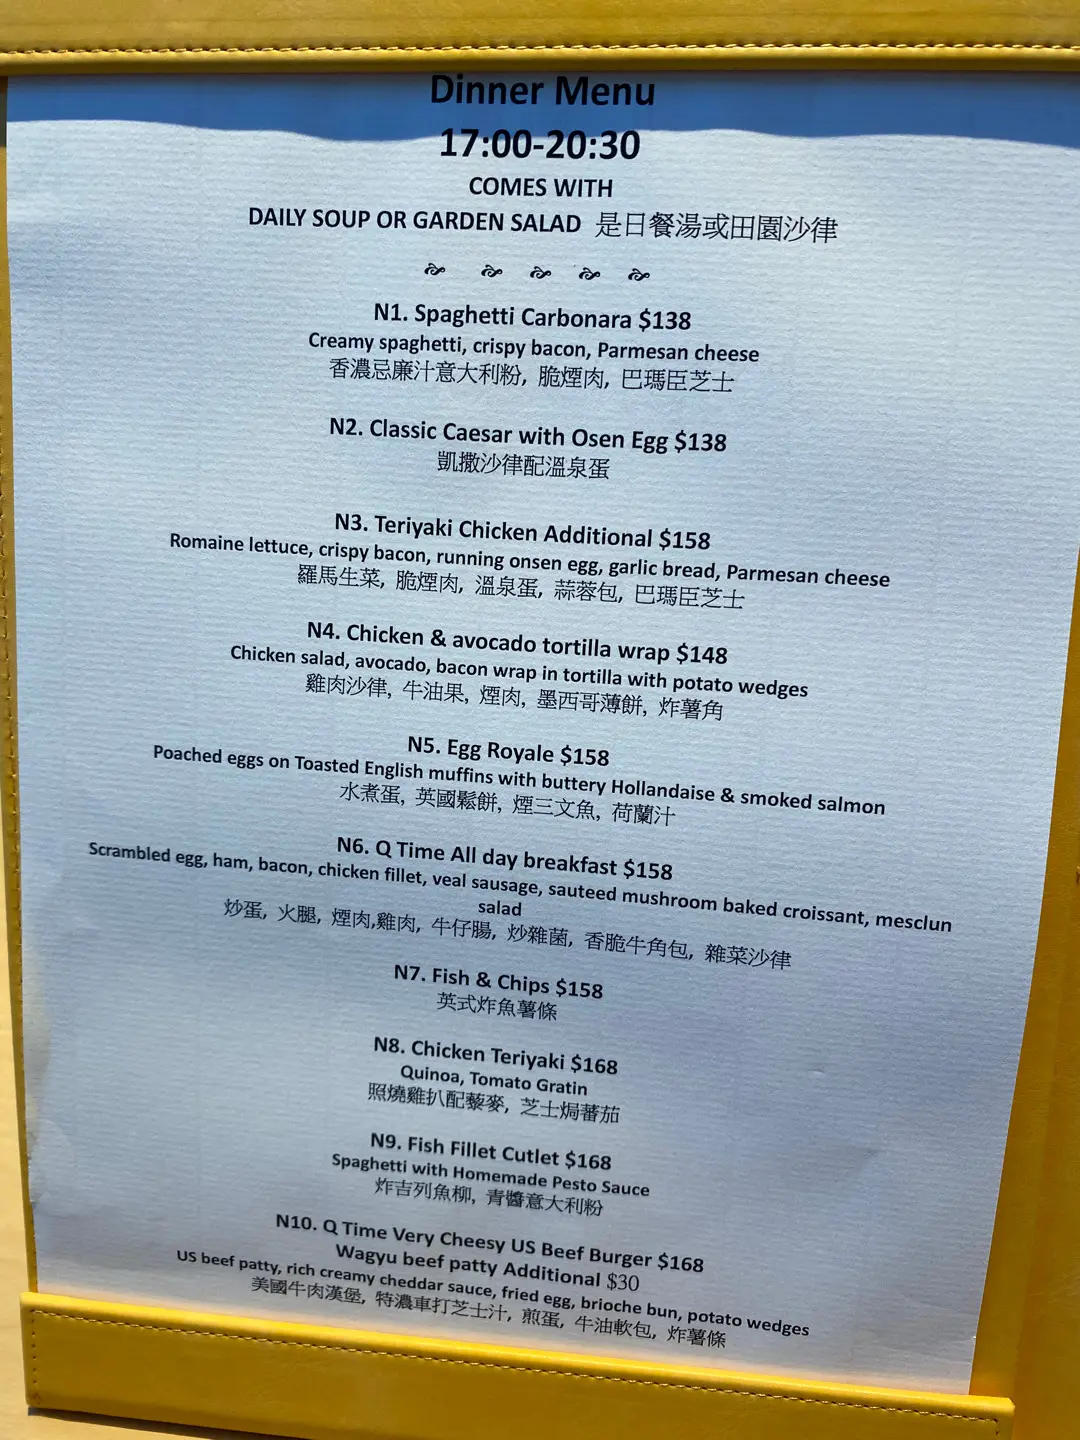 Dinner Menu
17:00-20:30
COMES WITH
DAILY SOUP OR GARDEN SALAD 是日餐湯或田園沙律
N1. Spaghetti Carbonara $138
Creamy spaghetti, crispy bacon, Parmesan cheese
香濃忌廉汁意大利粉, 脆煙肉, 巴瑪臣芝士
N2. Classic Caesar with Osen Egg $138
凱撒沙律配溫泉蛋
N3. Teriyaki Chicken Additional $158
Romaine lettuce, crispy bacon, running onsen egg, garlic bread, Parmesan cheese
羅馬生菜, 脆煙肉, 溫泉蛋, 蒜蓉包, 巴瑪臣芝士
N4. Chicken & avocado tortilla wrap $148
Chicken salad, avocado, bacon wrap in tortilla with potato wedges
雞肉沙律, 牛油果, 煙肉, 墨西哥薄餅, 炸薯角
N5. Egg Royale $158
Poached eggs on Toasted English muffins with buttery Hollandaise & smoked salmon
水煮蛋, 英國鬆餅, 煙三文魚, 荷蘭汁
N6. Q Time All day breakfast $158
Scrambled egg, ham, bacon, chicken fillet, veal sausage, sauteed mushroom baked croissant, mesclun
salad
炒蛋, 火腿, 煙肉,雞肉, 牛仔腸, 炒雜菌, 香脆牛角包, 雜菜沙律
N7. Fish & Chips $158
英式炸魚薯條
N8. Chicken Teriyaki $168
Quinoa, Tomato Gratin
照燒雞扒配藜麥, 芝士焗蕃茄
N9. Fish Fillet Cutlet $168
Spaghetti with Homemade Pesto Sauce
炸吉列魚柳, 青醬意大利粉
N10. Q Time Very Cheesy US Beef Burger $168
Wagyu beef patty Additional $30
US beef patty, rich creamy cheddar sauce, fried egg, brioche bun, potato wedges
美國牛肉漢堡, 特濃車打芝士汁, 煎蛋, 牛油軟包, 炸薯條